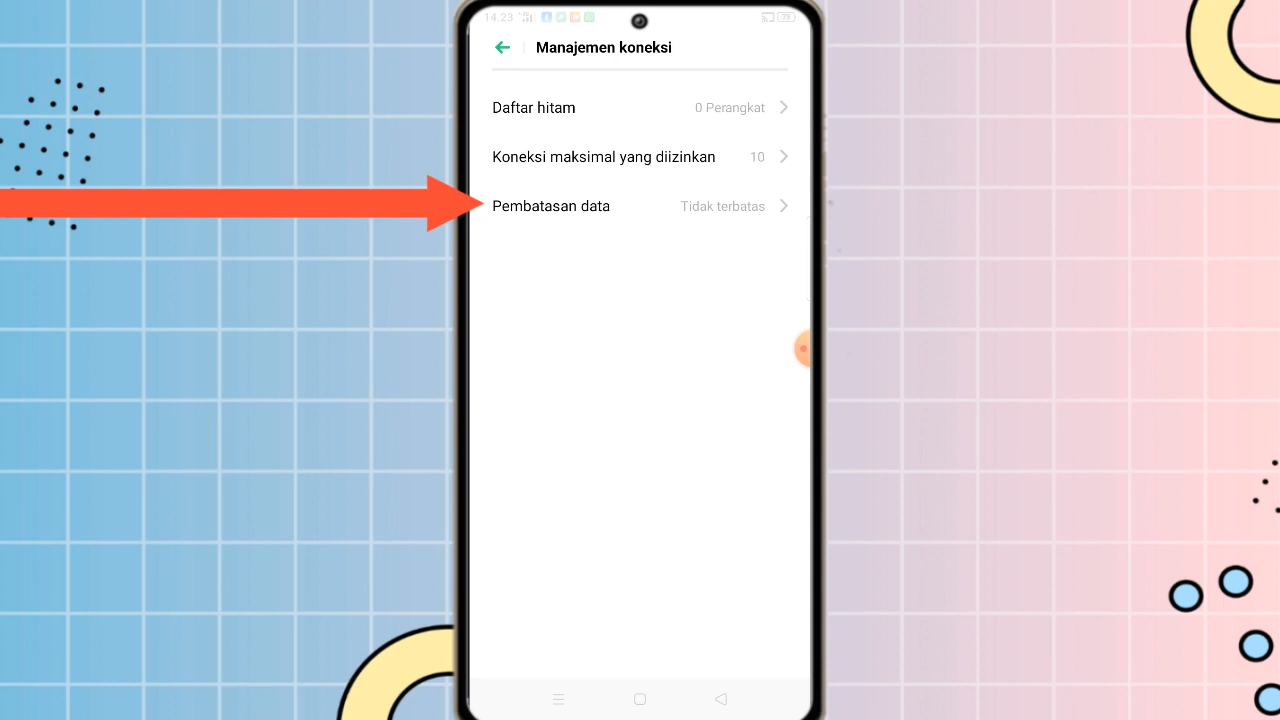 14.23
Manajemen koneksi
Daftar hitam 0 Perangkat
Koneksi maksimal yang diizinkan 10
Pembatasan data Tidak terbatas